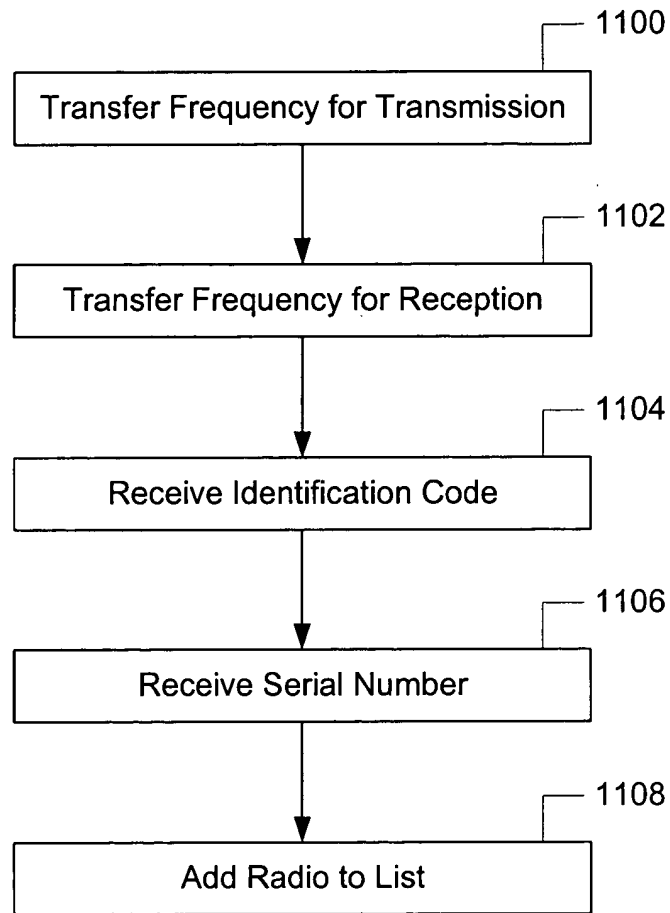 1100
Transfer Frequency for Transmission
1102
Transfer Frequency for Reception
1104
Receive Identification Code
1106
Receive Serial Number
1108
Add Radio to List